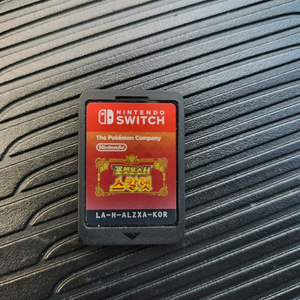 NINTENDO
SWITCH
The Pokémon Company
Nintendo
포켓몬스터
스칼렛
LA-H-ALZXA-KOR